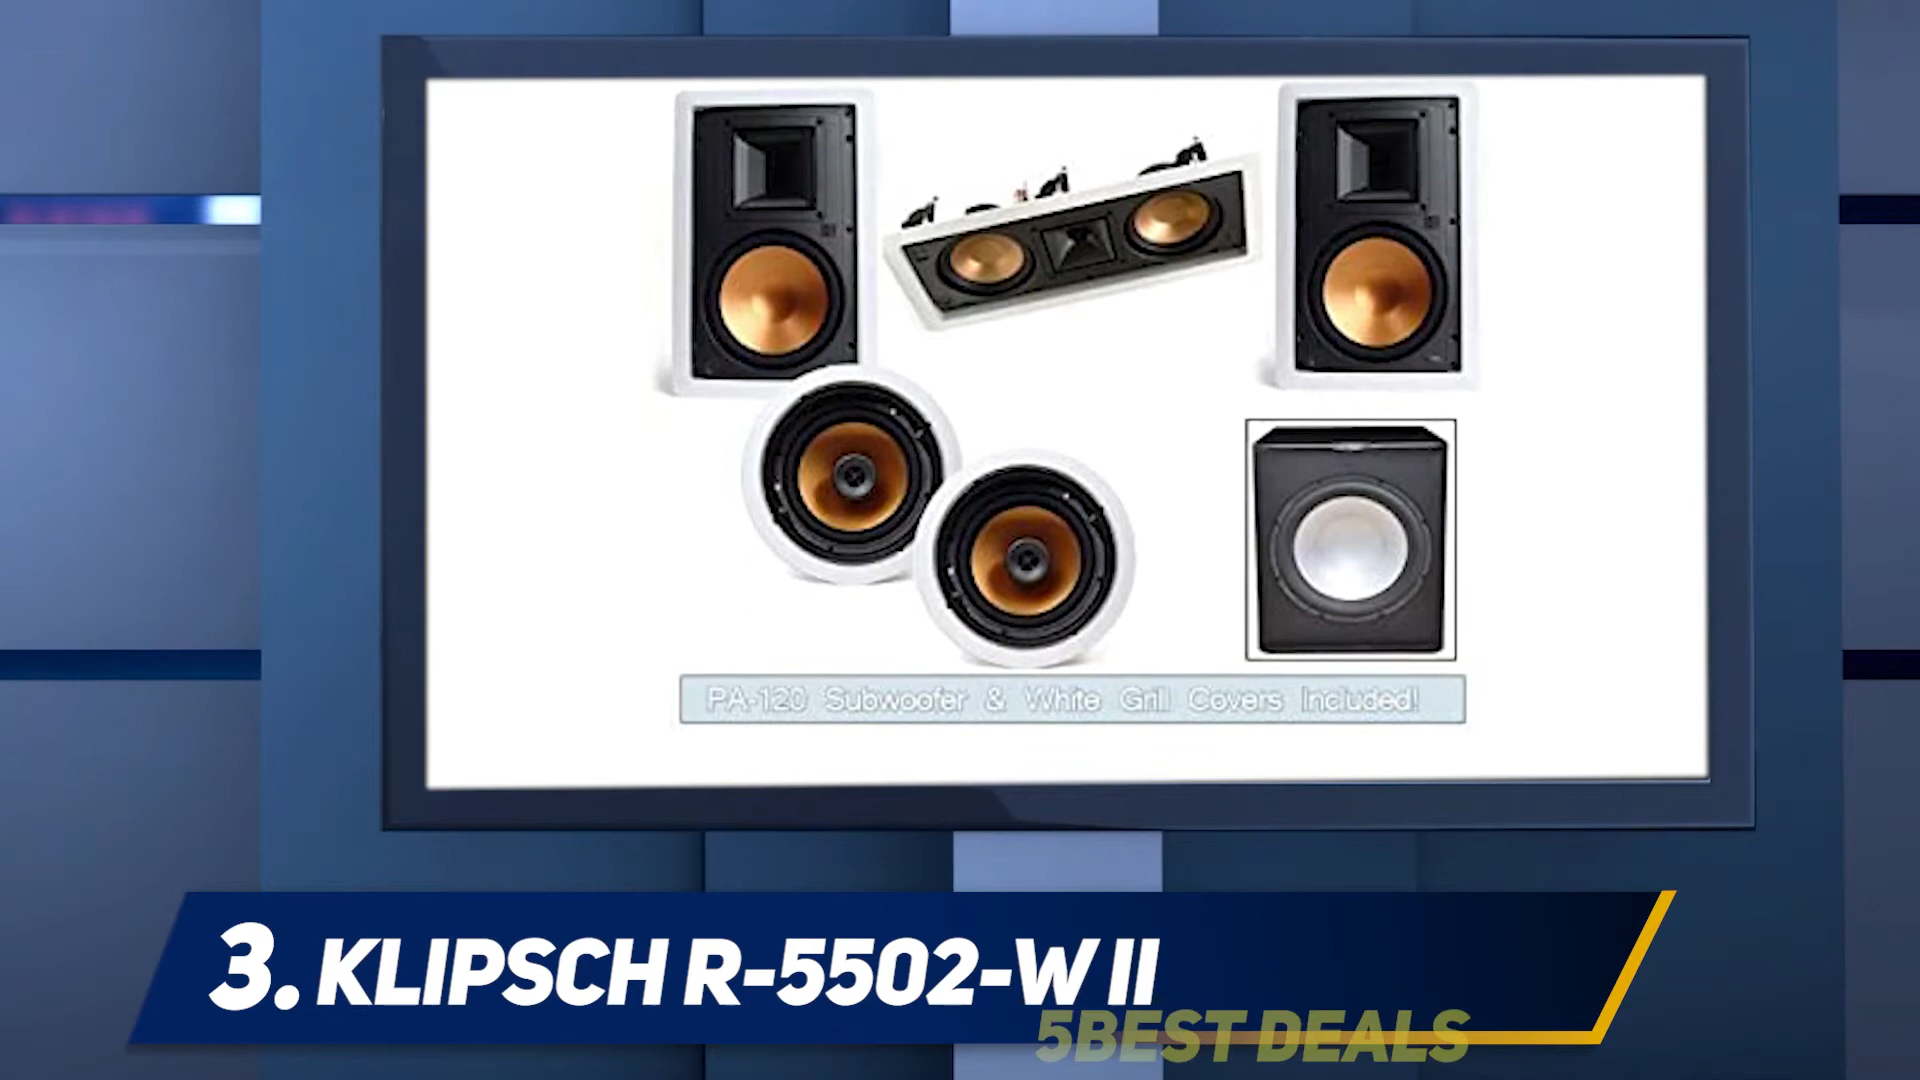 PA-120 Subwoofer & White Grill Covers Included!
3. KLIPSCH R-5502-W II
5BEST DEALS